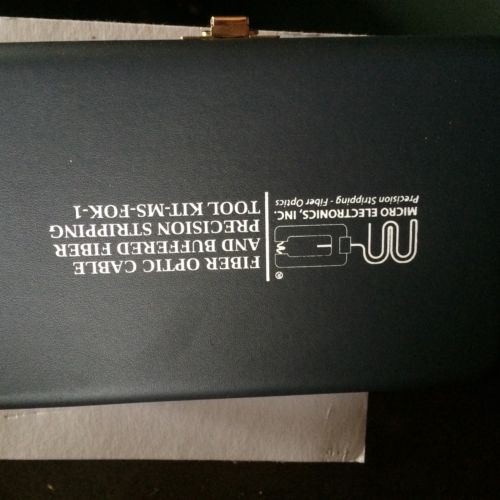 ®
MICRO ELECTRONICS, INC.
Precision Stripping - Fiber Optics
FIBER OPTIC CABLE
AND BUFFERED FIBER
PRECISION STRIPPING
TOOL KIT-MS-FOK-1